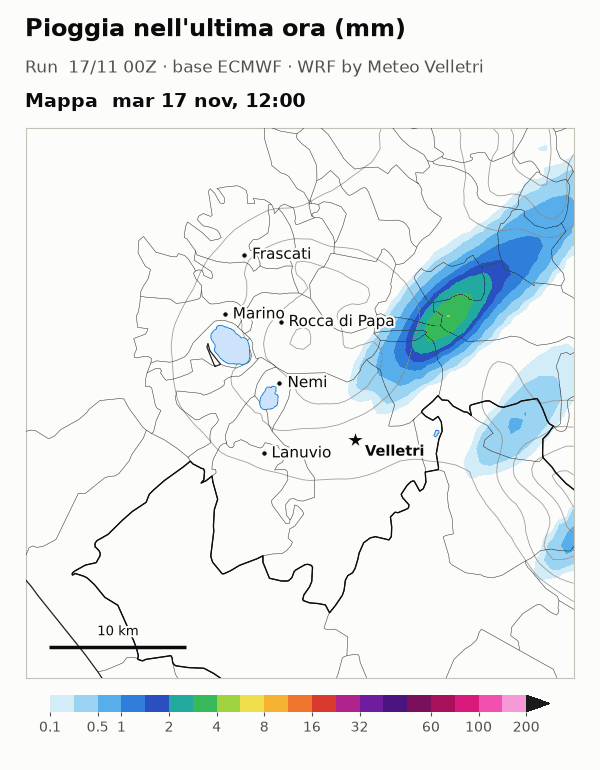 Pioggia nell'ultima ora (mm)
Run  17/11 00Z · base ECMWF · WRF by Meteo Velletri
Mappa  mar 17 nov, 12:00
Frascati
Marino
Rocca di Papa
Nemi
Velletri
Lanuvio
10 km
0.1 0.5 1 2 4 8 16 32 60 100 200